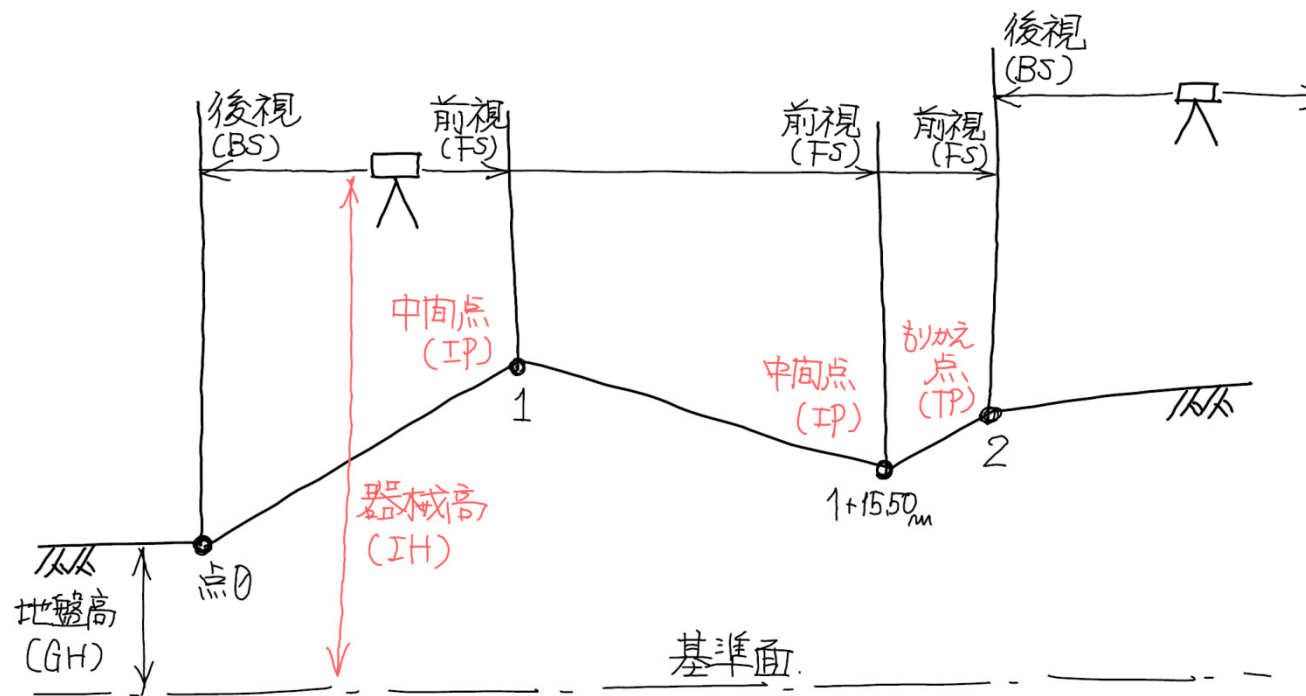 後視
(BS)
後視
(BS)
前視
(FS)
前視
(FS)
前視
(FS)
中間点
(IP)
1
中間点
(IP)
もりかえ
点
(TP)
2
1+15.50m
器械高
(IH)
点0
地盤高
(GH)
基準面.